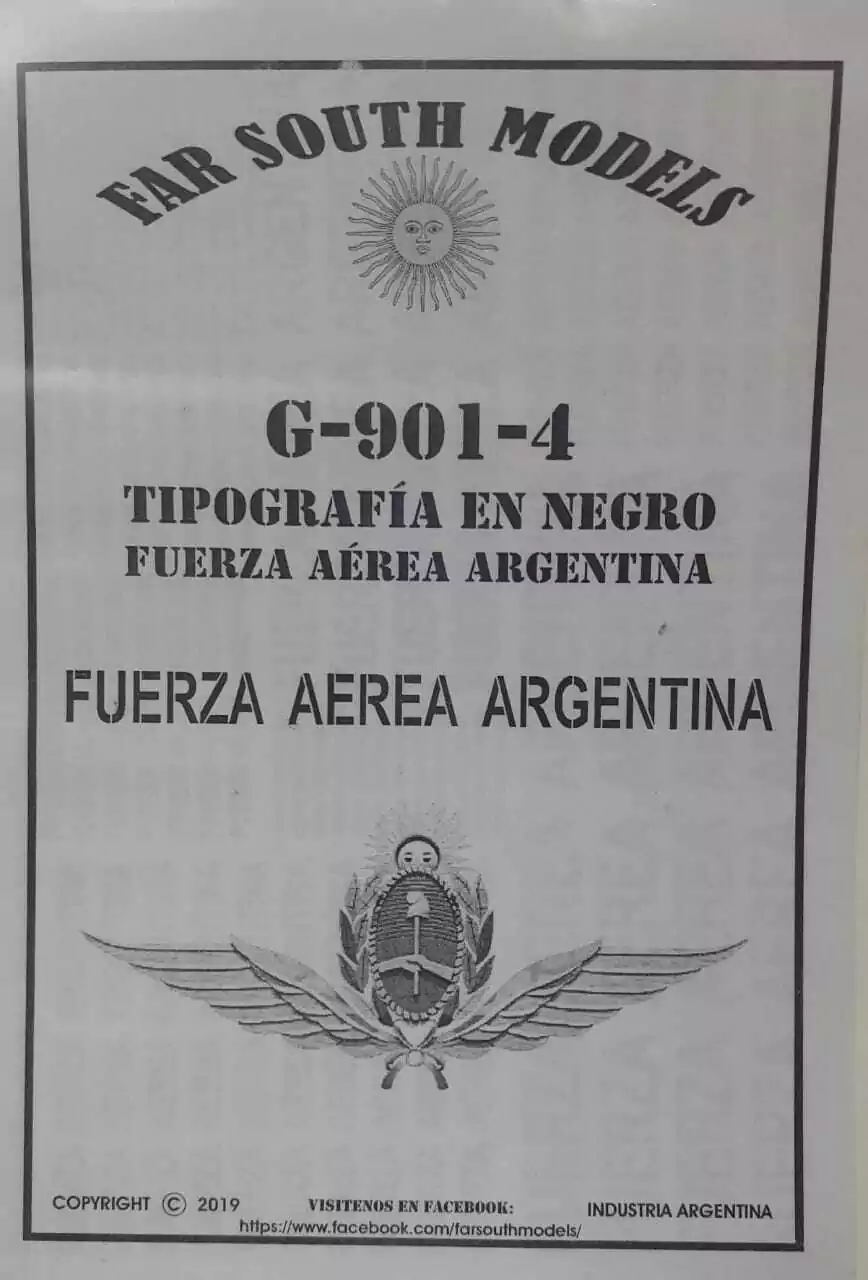 FAR SOUTH MODELS
G-901-4
TIPOGRAFÍA EN NEGRO
FUERZA AÉREA ARGENTINA
FUERZA AEREA ARGENTINA
COPYRIGHT © 2019
VISITENOS EN FACEBOOK:
https://www.facebook.com/farsouthmodels/
INDUSTRIA ARGENTINA